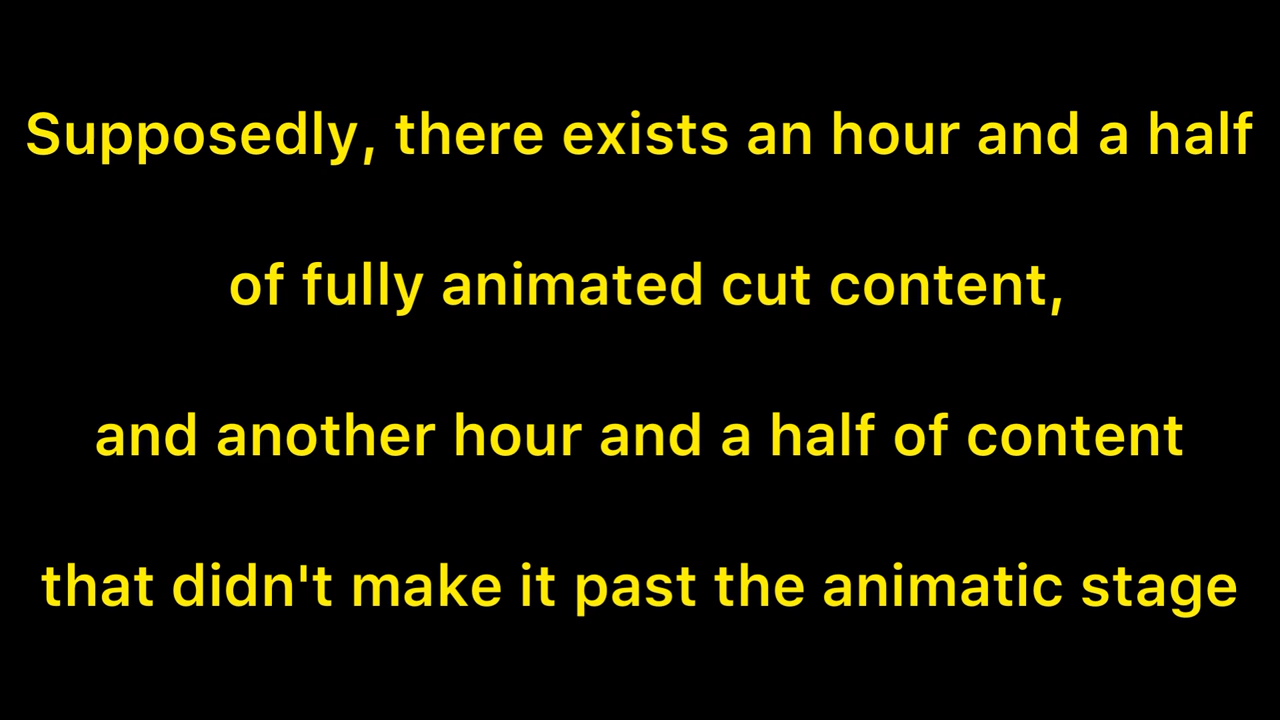 Supposedly, there exists an hour and a half
of fully animated cut content,
and another hour and a half of content
that didn't make it past the animatic stage